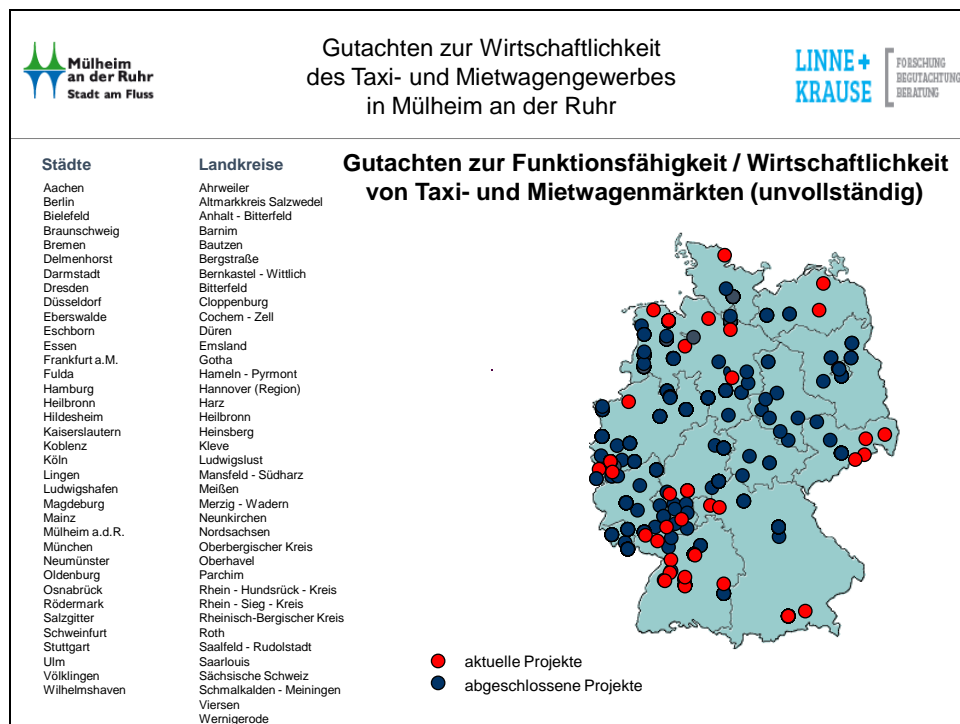 Mülheim
an der Ruhr
Stadt am Fluss
Gutachten zur Wirtschaftlichkeit
des Taxi- und Mietwagengewerbes
in Mülheim an der Ruhr
LINNE+
KRAUSE
FORSCHUNG
BEGUTACHTUNG
BERATUNG
Gutachten zur Funktionsfähigkeit / Wirtschaftlichkeit
von Taxi- und Mietwagenmärkten (unvollständig)
Städte
Aachen
Berlin
Bielefeld
Braunschweig
Bremen
Delmenhorst
Darmstadt
Dresden
Düsseldorf
Eberswalde
Eschborn
Essen
Frankfurt a.M.
Fulda
Hamburg
Heilbronn
Hildesheim
Kaiserslautern
Koblenz
Köln
Lingen
Ludwigshafen
Magdeburg
Mainz
Mülheim a.d.R.
München
Neumünster
Oldenburg
Osnabrück
Rödermark
Salzgitter
Schweinfurt
Stuttgart
Ulm
Völklingen
Wilhelmshaven
Landkreise
Ahrweiler
Altmarkkreis Salzwedel
Anhalt - Bitterfeld
Barnim
Bautzen
Bergstraße
Bernkastel - Wittlich
Bitterfeld
Cloppenburg
Cochem - Zell
Düren
Emsland
Gotha
Hameln - Pyrmont
Hannover (Region)
Harz
Heilbronn
Heinsberg
Kleve
Ludwigslust
Mansfeld - Südharz
Meißen
Merzig - Wadern
Neunkirchen
Nordsachsen
Oberbergischer Kreis
Oberhavel
Parchim
Rhein - Hundsrück - Kreis
Rhein - Sieg - Kreis
Rheinisch-Bergischer Kreis
Roth
Saalfeld - Rudolstadt
Saarlouis
Sächsische Schweiz
Schmalkalden - Meiningen
Viersen
Wernigerode
aktuelle Projekte
abgeschlossene Projekte